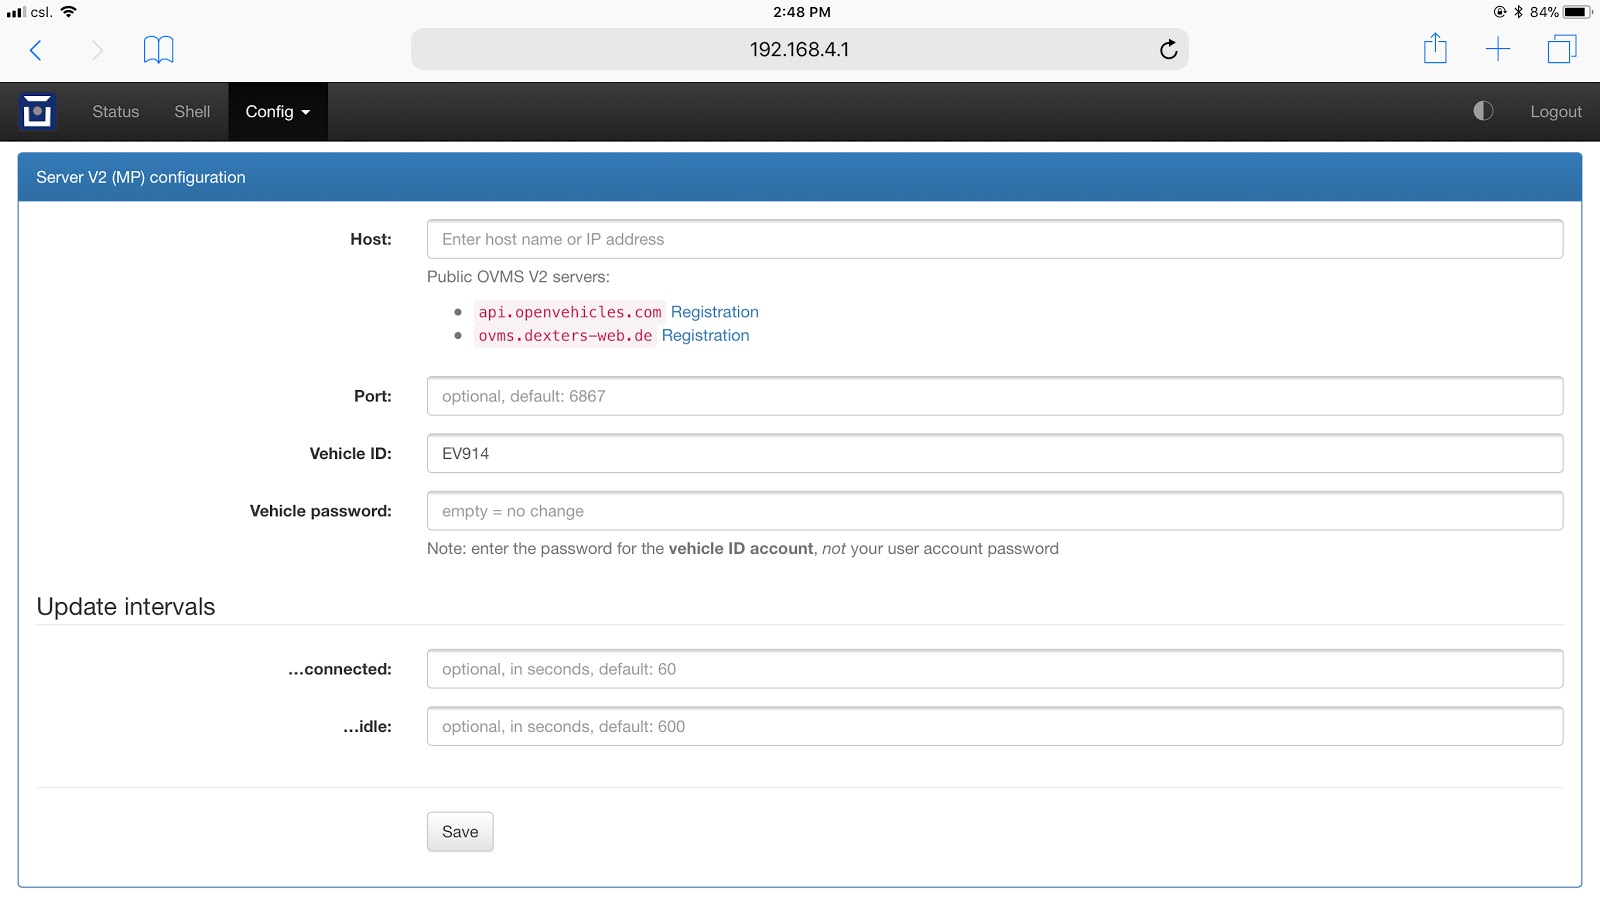 csl. 2:48 PM 84%
192.168.4.1
Status Shell Config Logout
Server V2 (MP) configuration
Host: Enter host name or IP address
Public OVMS V2 servers:
api.openvehicles.com Registration
ovms.dexters-web.de Registration
Port: optional, default: 6867
Vehicle ID: EV914
Vehicle password: empty = no change
Note: enter the password for the vehicle ID account, not your user account password
Update intervals
...connected: optional, in seconds, default: 60
...idle: optional, in seconds, default: 600
Save